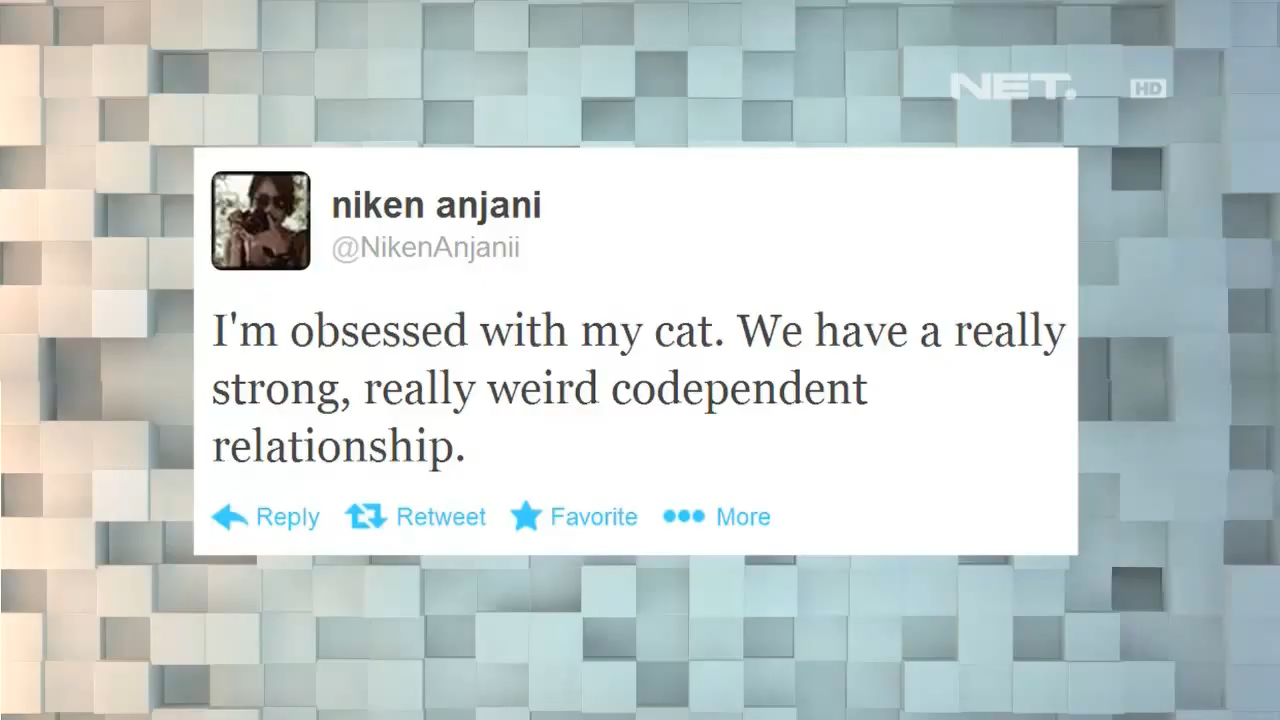 NET. HD
niken anjani
@NikenAnjanii
I'm obsessed with my cat. We have a really
strong, really weird codependent
relationship.
Reply Retweet Favorite More